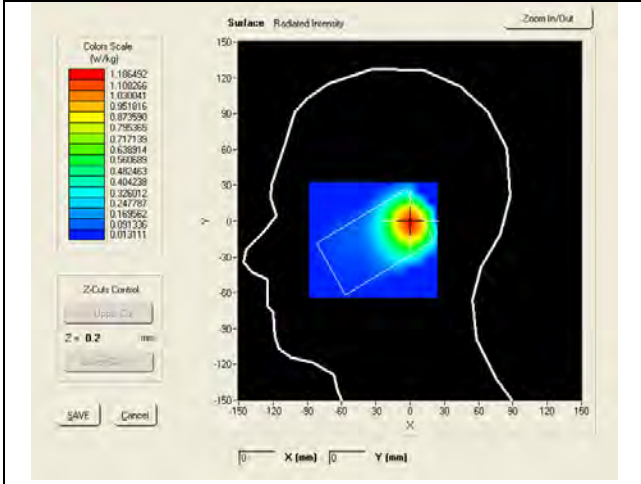 Surface Radiated Intensity
Zoom In/Out
Colors Scale
(W/kg)
1.186492
1.108266
1.030041
0.951816
0.873590
0.795365
0.717139
0.638914
0.560689
0.482463
0.404238
0.326012
0.247787
0.169562
0.091336
0.013111
Z-Cuts Control
Z = 0.2 mm
SAVE Cancel
150
120
90
60
30
0
-30
-60
-90
-120
-150
Y
-150 -120 -90 -60 -30 0 30 60 90 120 150
X
0 X (mm) 0 Y (mm)